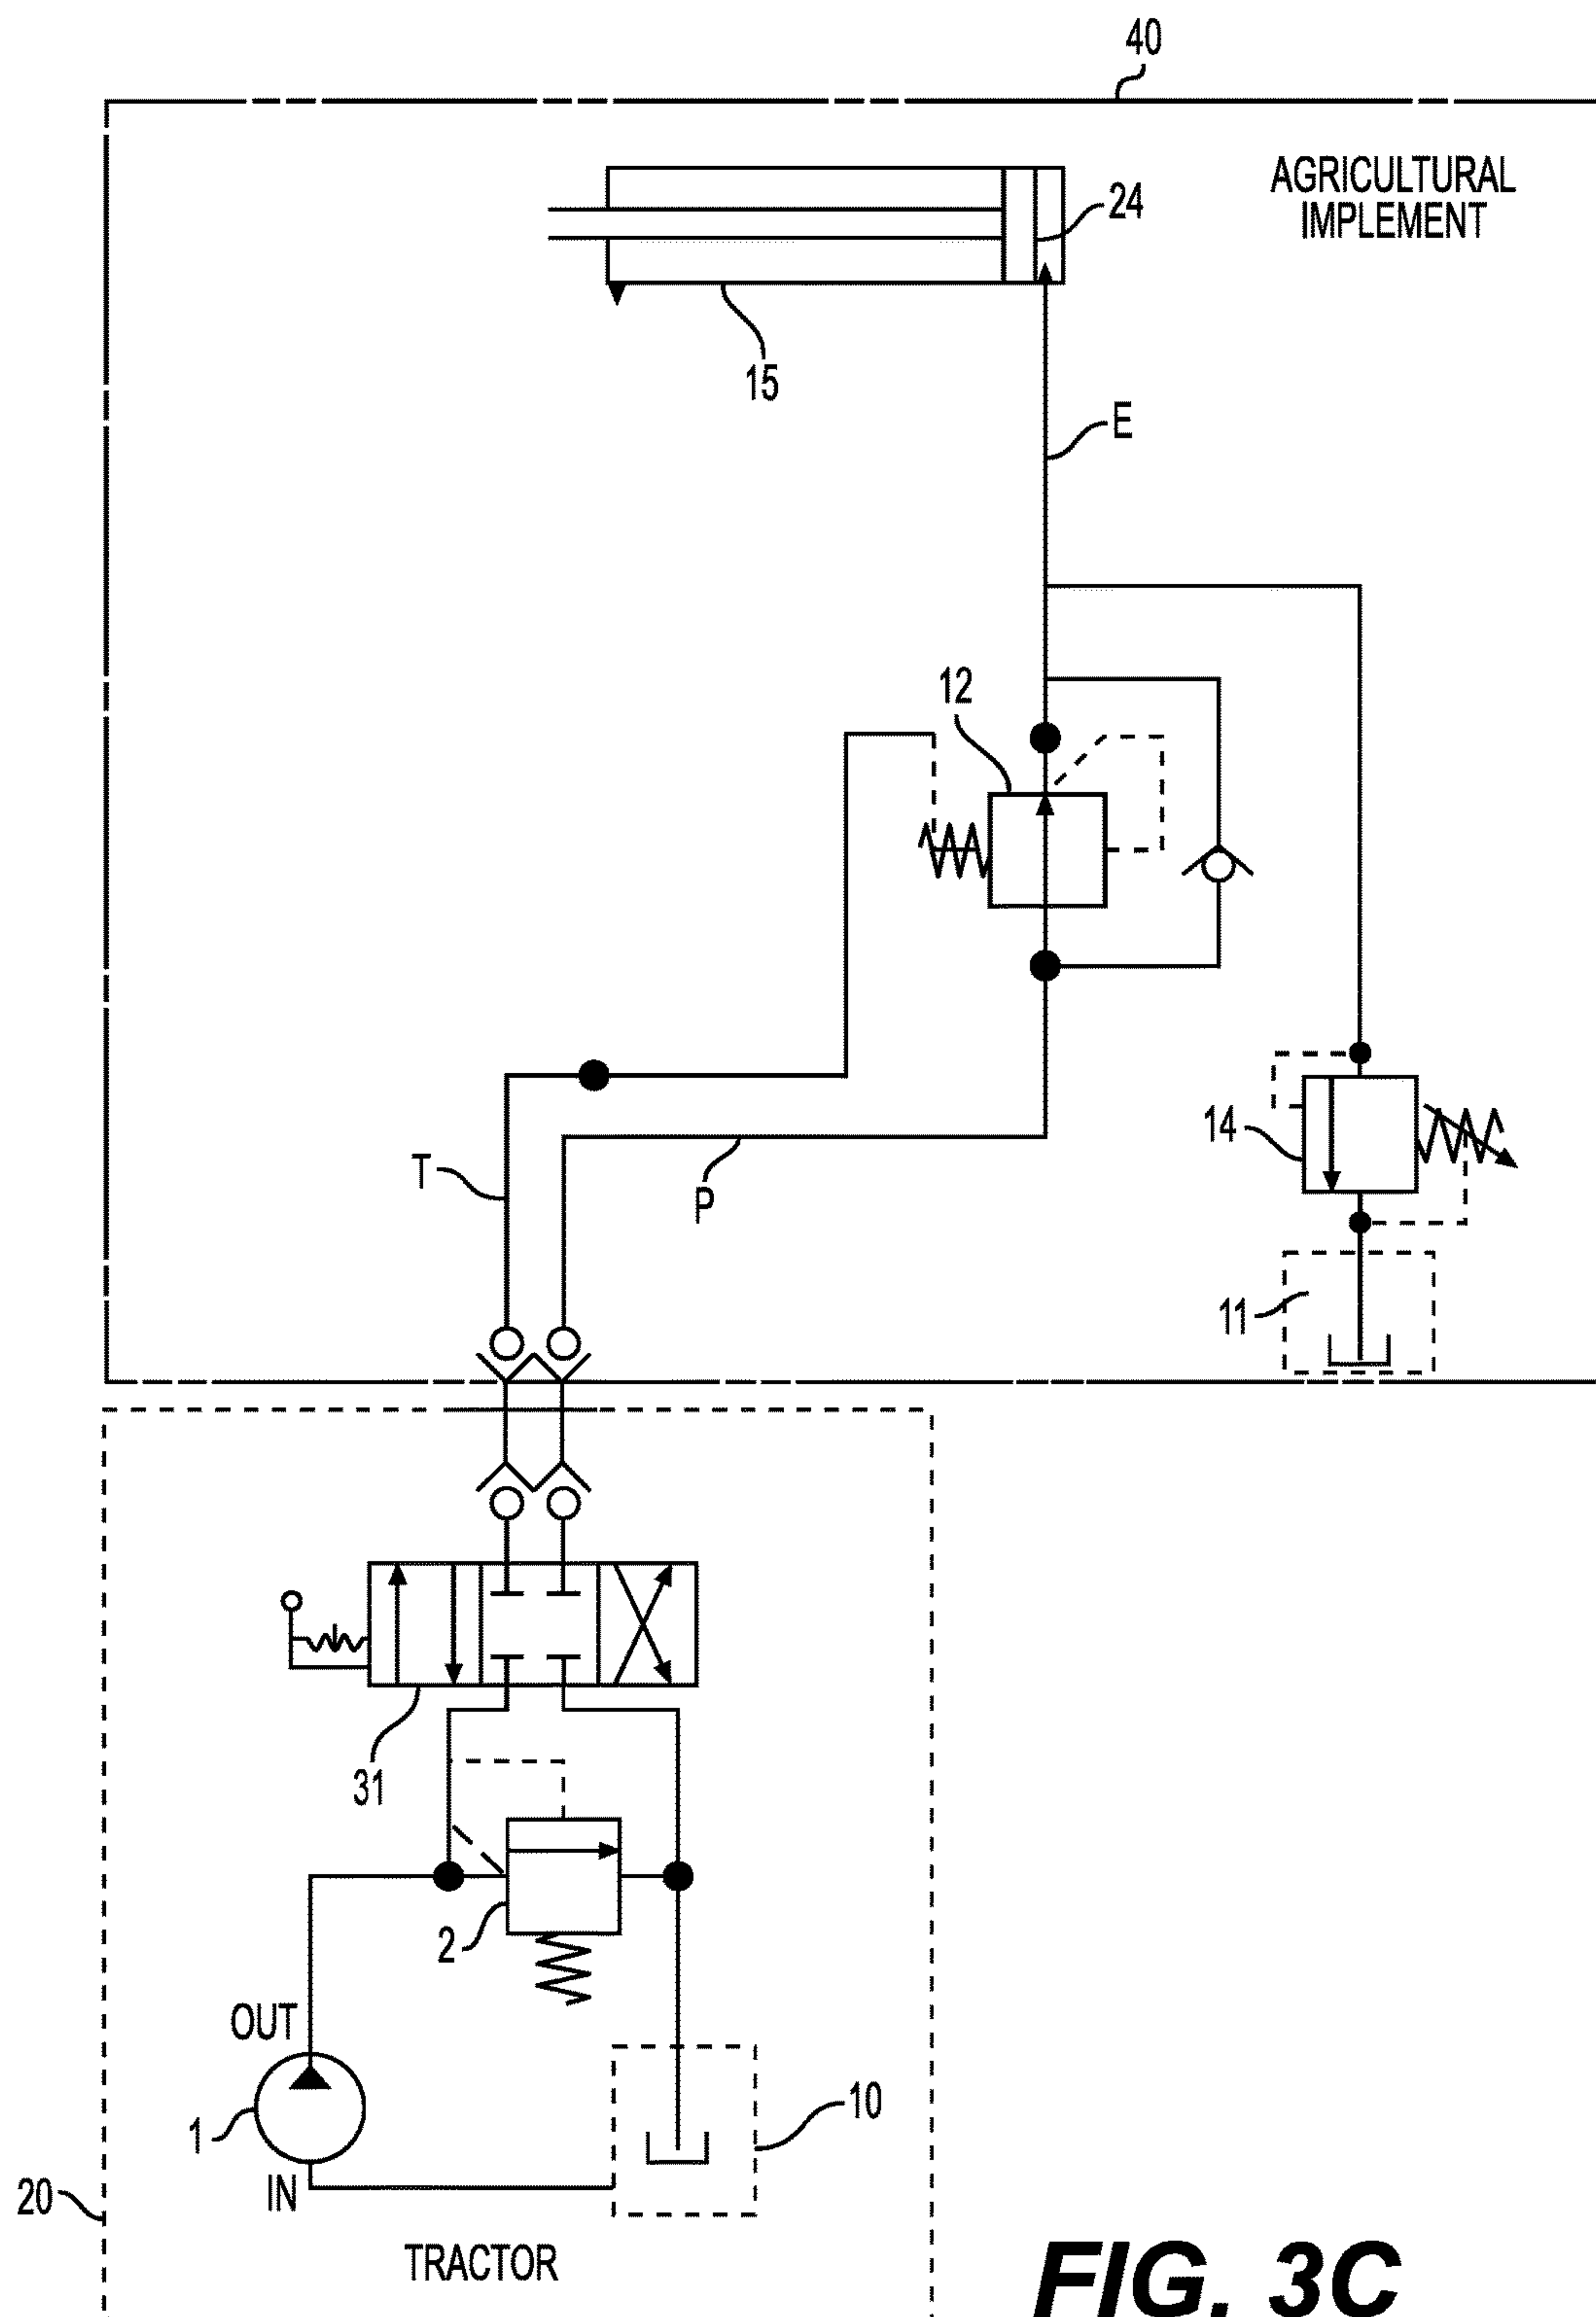 40
AGRICULTURAL
IMPLEMENT
24
15
E
12
14
T
P
11
31
2
OUT
1
IN
10
20
TRACTOR
FIG. 3C